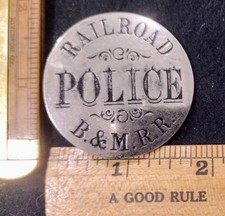 RAILROAD
POLICE
B.&M.R.R.
1 2
A GOOD RULE